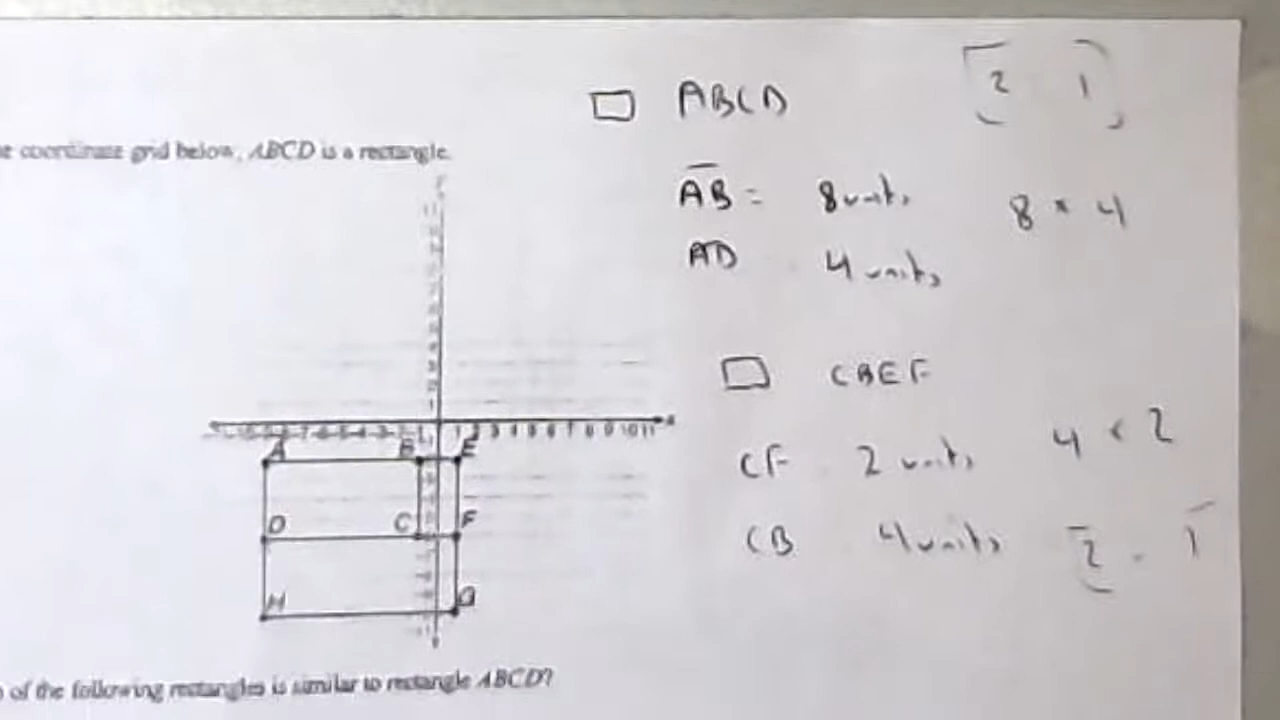 coordinate grid below, ABCD is a rectangle.
A B E
D C F
H G
of the following rectangles is similar to rectangle ABCD?
□ ABCD [2 1]
AB = 8 units 8 × 4
AD 4 units
□ CBEF
CF 2 units 4 × 2
CB 4 units 2 . 1